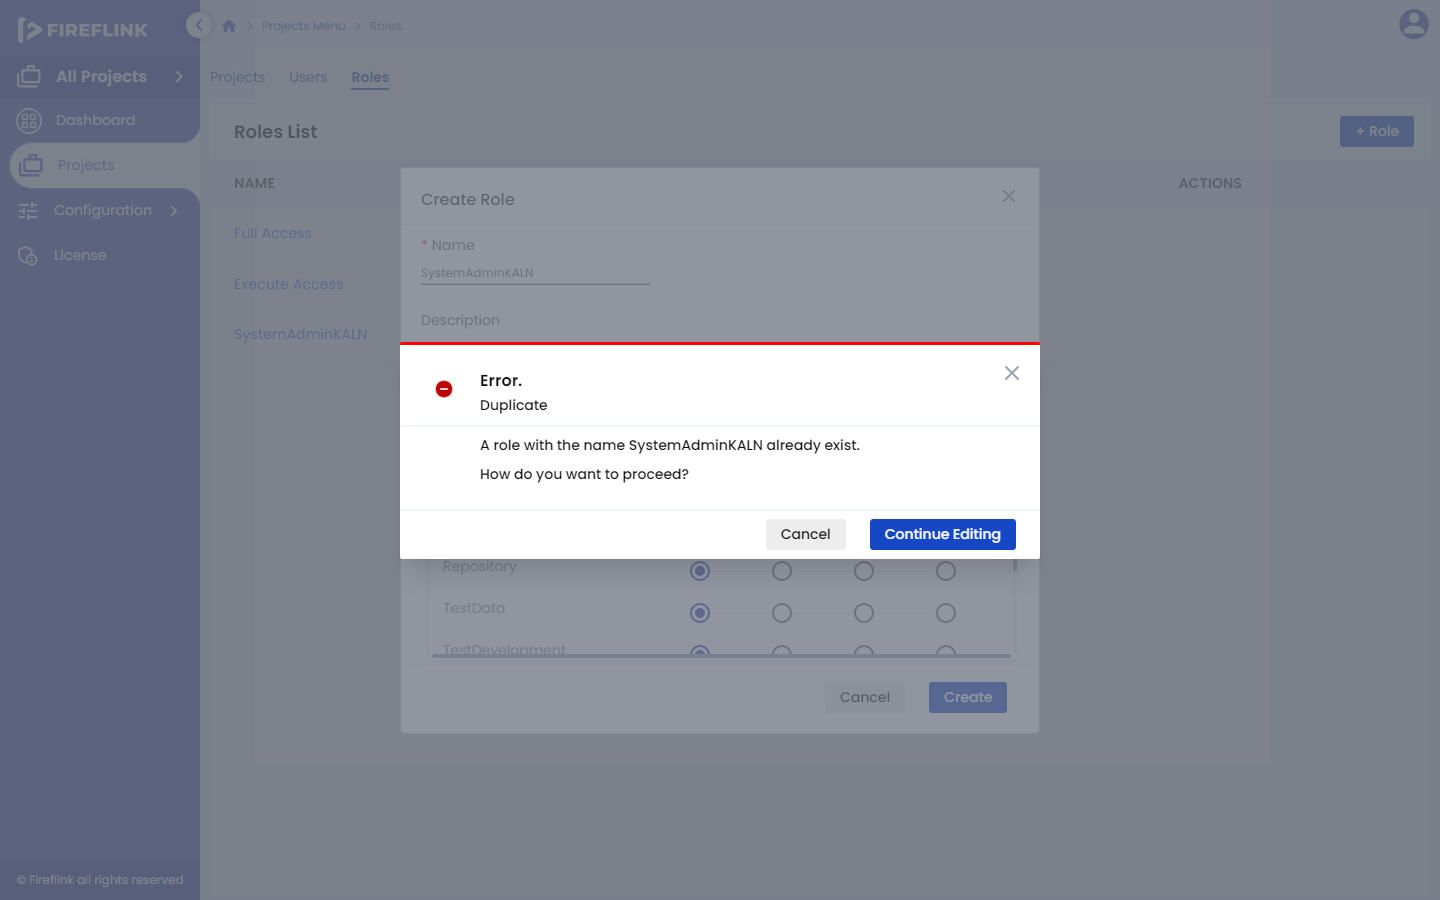 FIREFLINK
Projects Menu
Roles
All Projects
Projects
Users
Roles
Dashboard
Roles List
+ Role
Projects
NAME
ACTIONS
Create Role
Configuration
Full Access
* Name
License
SystemAdminKALN
Execute Access
Description
SystemAdminKALN
Error.
Duplicate
A role with the name SystemAdminKALN already exist.
How do you want to proceed?
Cancel
Continue Editing
Repository
TestData
TestDevelopment
Cancel
Create
© Fireflink all rights reserved